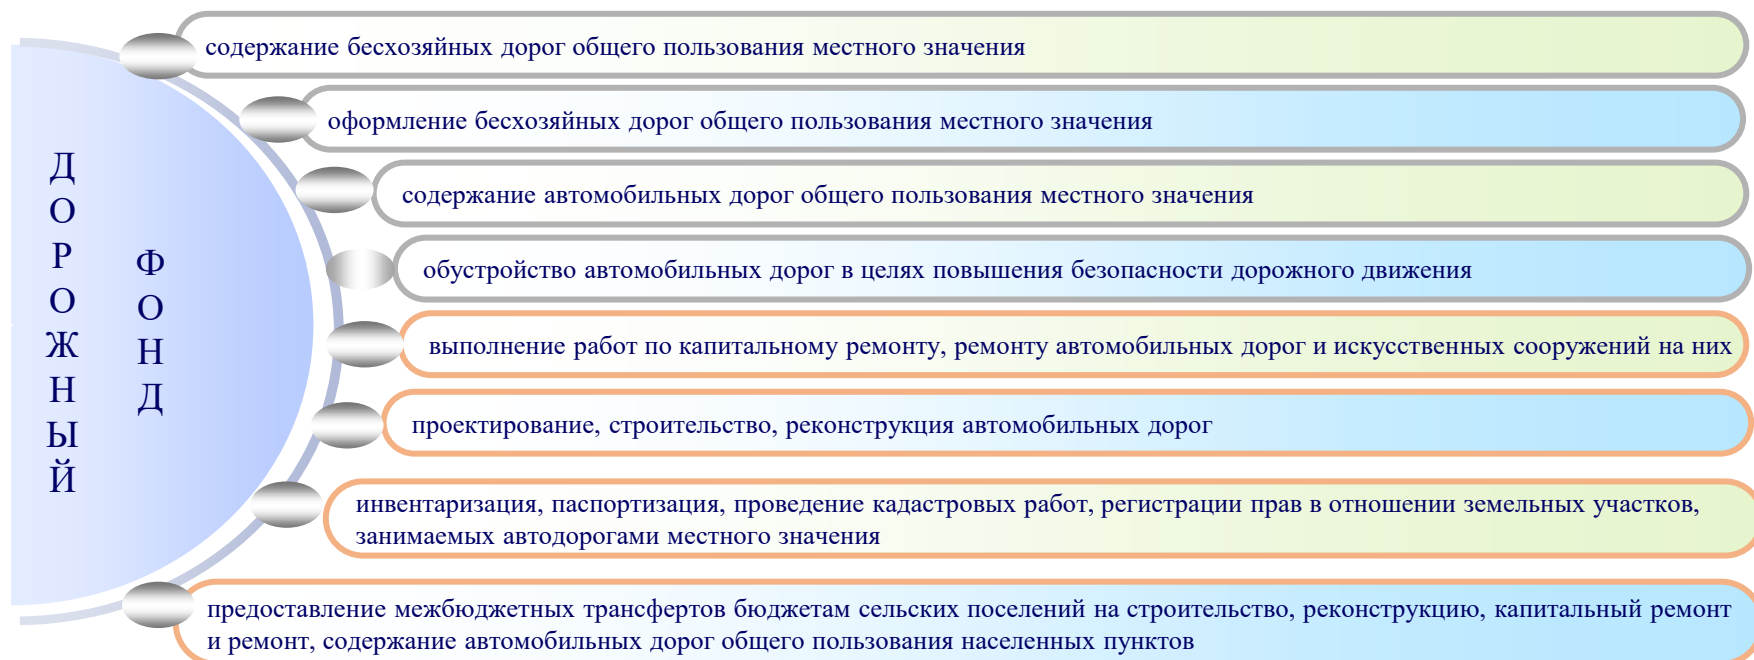 ДОРОЖНЫЙ
ФОНД
содержание бесхозяйных дорог общего пользования местного значения
оформление бесхозяйных дорог общего пользования местного значения
содержание автомобильных дорог общего пользования местного значения
обустройство автомобильных дорог в целях повышения безопасности дорожного движения
выполнение работ по капитальному ремонту, ремонту автомобильных дорог и искусственных сооружений на них
проектирование, строительство, реконструкция автомобильных дорог
инвентаризация, паспортизация, проведение кадастровых работ, регистрации прав в отношении земельных участков,
занимаемых автодорогами местного значения
предоставление межбюджетных трансфертов бюджетам сельских поселений на строительство, реконструкцию, капитальный ремонт
и ремонт, содержание автомобильных дорог общего пользования населенных пунктов